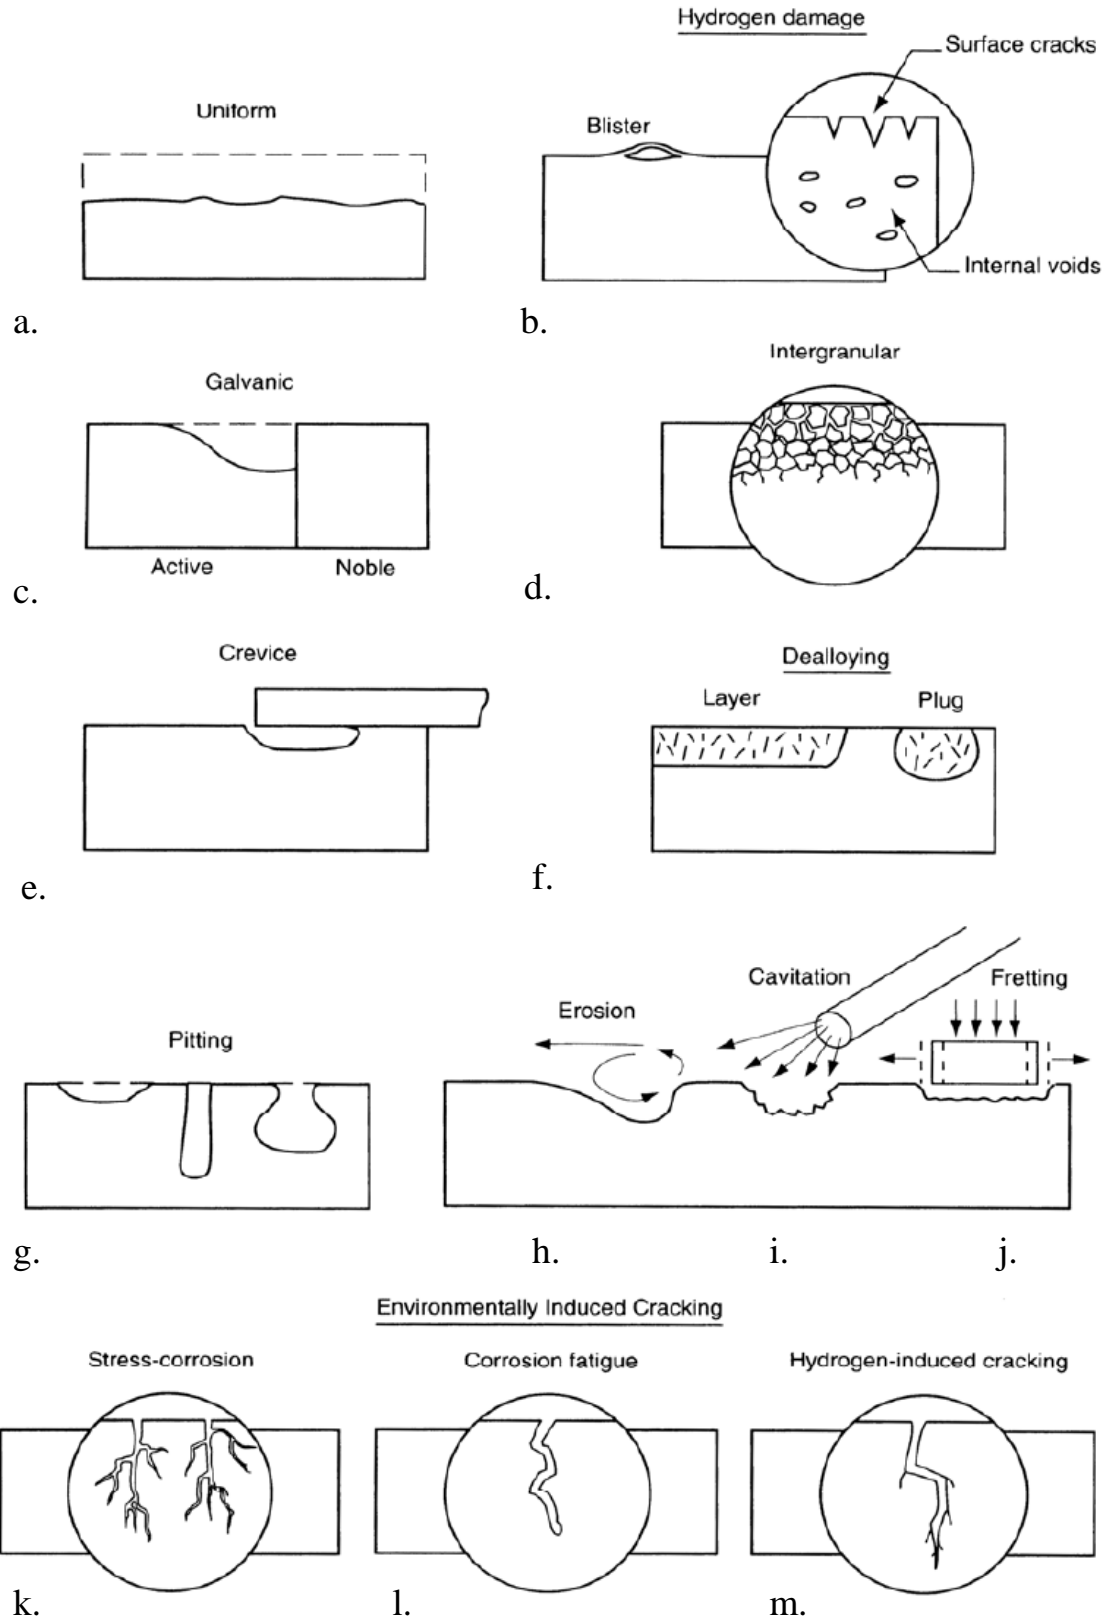 Hydrogen damage
Surface cracks
Uniform
Blister
Internal voids
a.
b.
Intergranular
Galvanic
Active
Noble
c.
d.
Crevice
Dealloying
Layer
Plug
e.
f.
Cavitation
Fretting
Erosion
Pitting
g.
h.
i.
j.
Environmentally Induced Cracking
Stress-corrosion
Corrosion fatigue
Hydrogen-induced cracking
k.
l.
m.